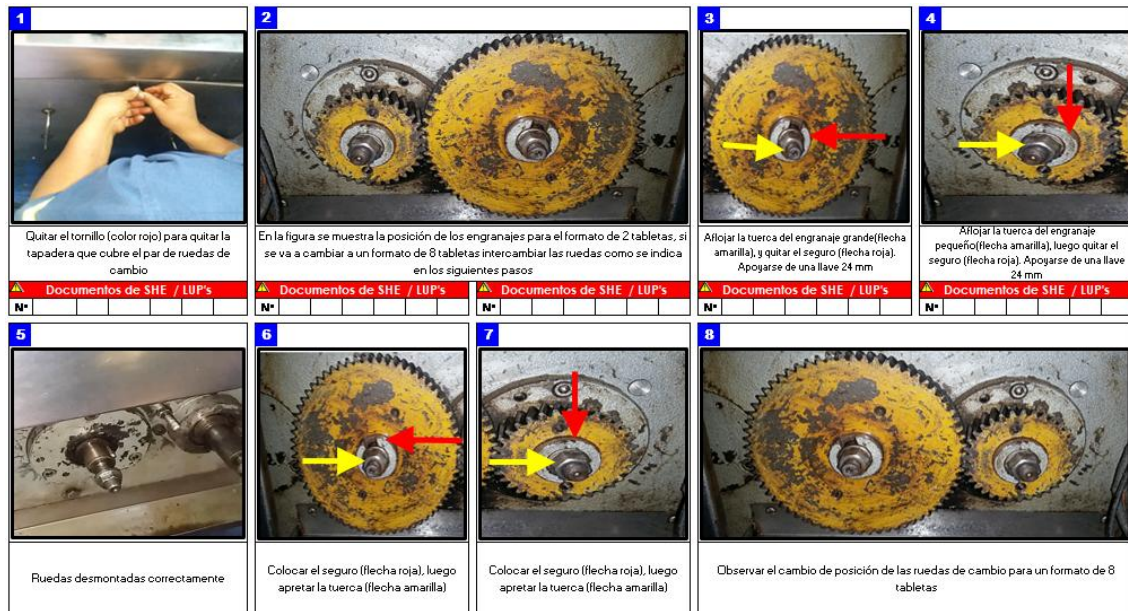 1
Quitar el tornillo (color rojo) para quitar la
tapadera que cubre el par de ruedas de
cambio
Documentos de SHE / LUP's
N°
2
En la figura se muestra la posición de los engranajes para el formato de 2 tabletas, si
se va a cambiar a un formato de 8 tabletas intercambiar las ruedas como se indica
en los siguientes pasos
Documentos de SHE / LUP's
N°
Documentos de SHE / LUP's
N°
3
Aflojar la tuerca del engranaje grande(flecha
amarilla), y quitar el seguro (flecha roja).
Apoyarse de una llave 24 mm
Documentos de SHE / LUP's
N°
4
Aflojar la tuerca del engranaje
pequeño(flecha amarilla), luego quitar el
seguro (flecha roja). Apoyarse de una llave
24 mm
Documentos de SHE / LUP's
N°
5
Ruedas desmontadas correctamente
6
Colocar el seguro (flecha roja), luego
apretar la tuerca (flecha amarilla)
7
Colocar el seguro (flecha roja), luego
apretar la tuerca (flecha amarilla)
8
Observar el cambio de posición de las ruedas de cambio para un formato de 8
tabletas